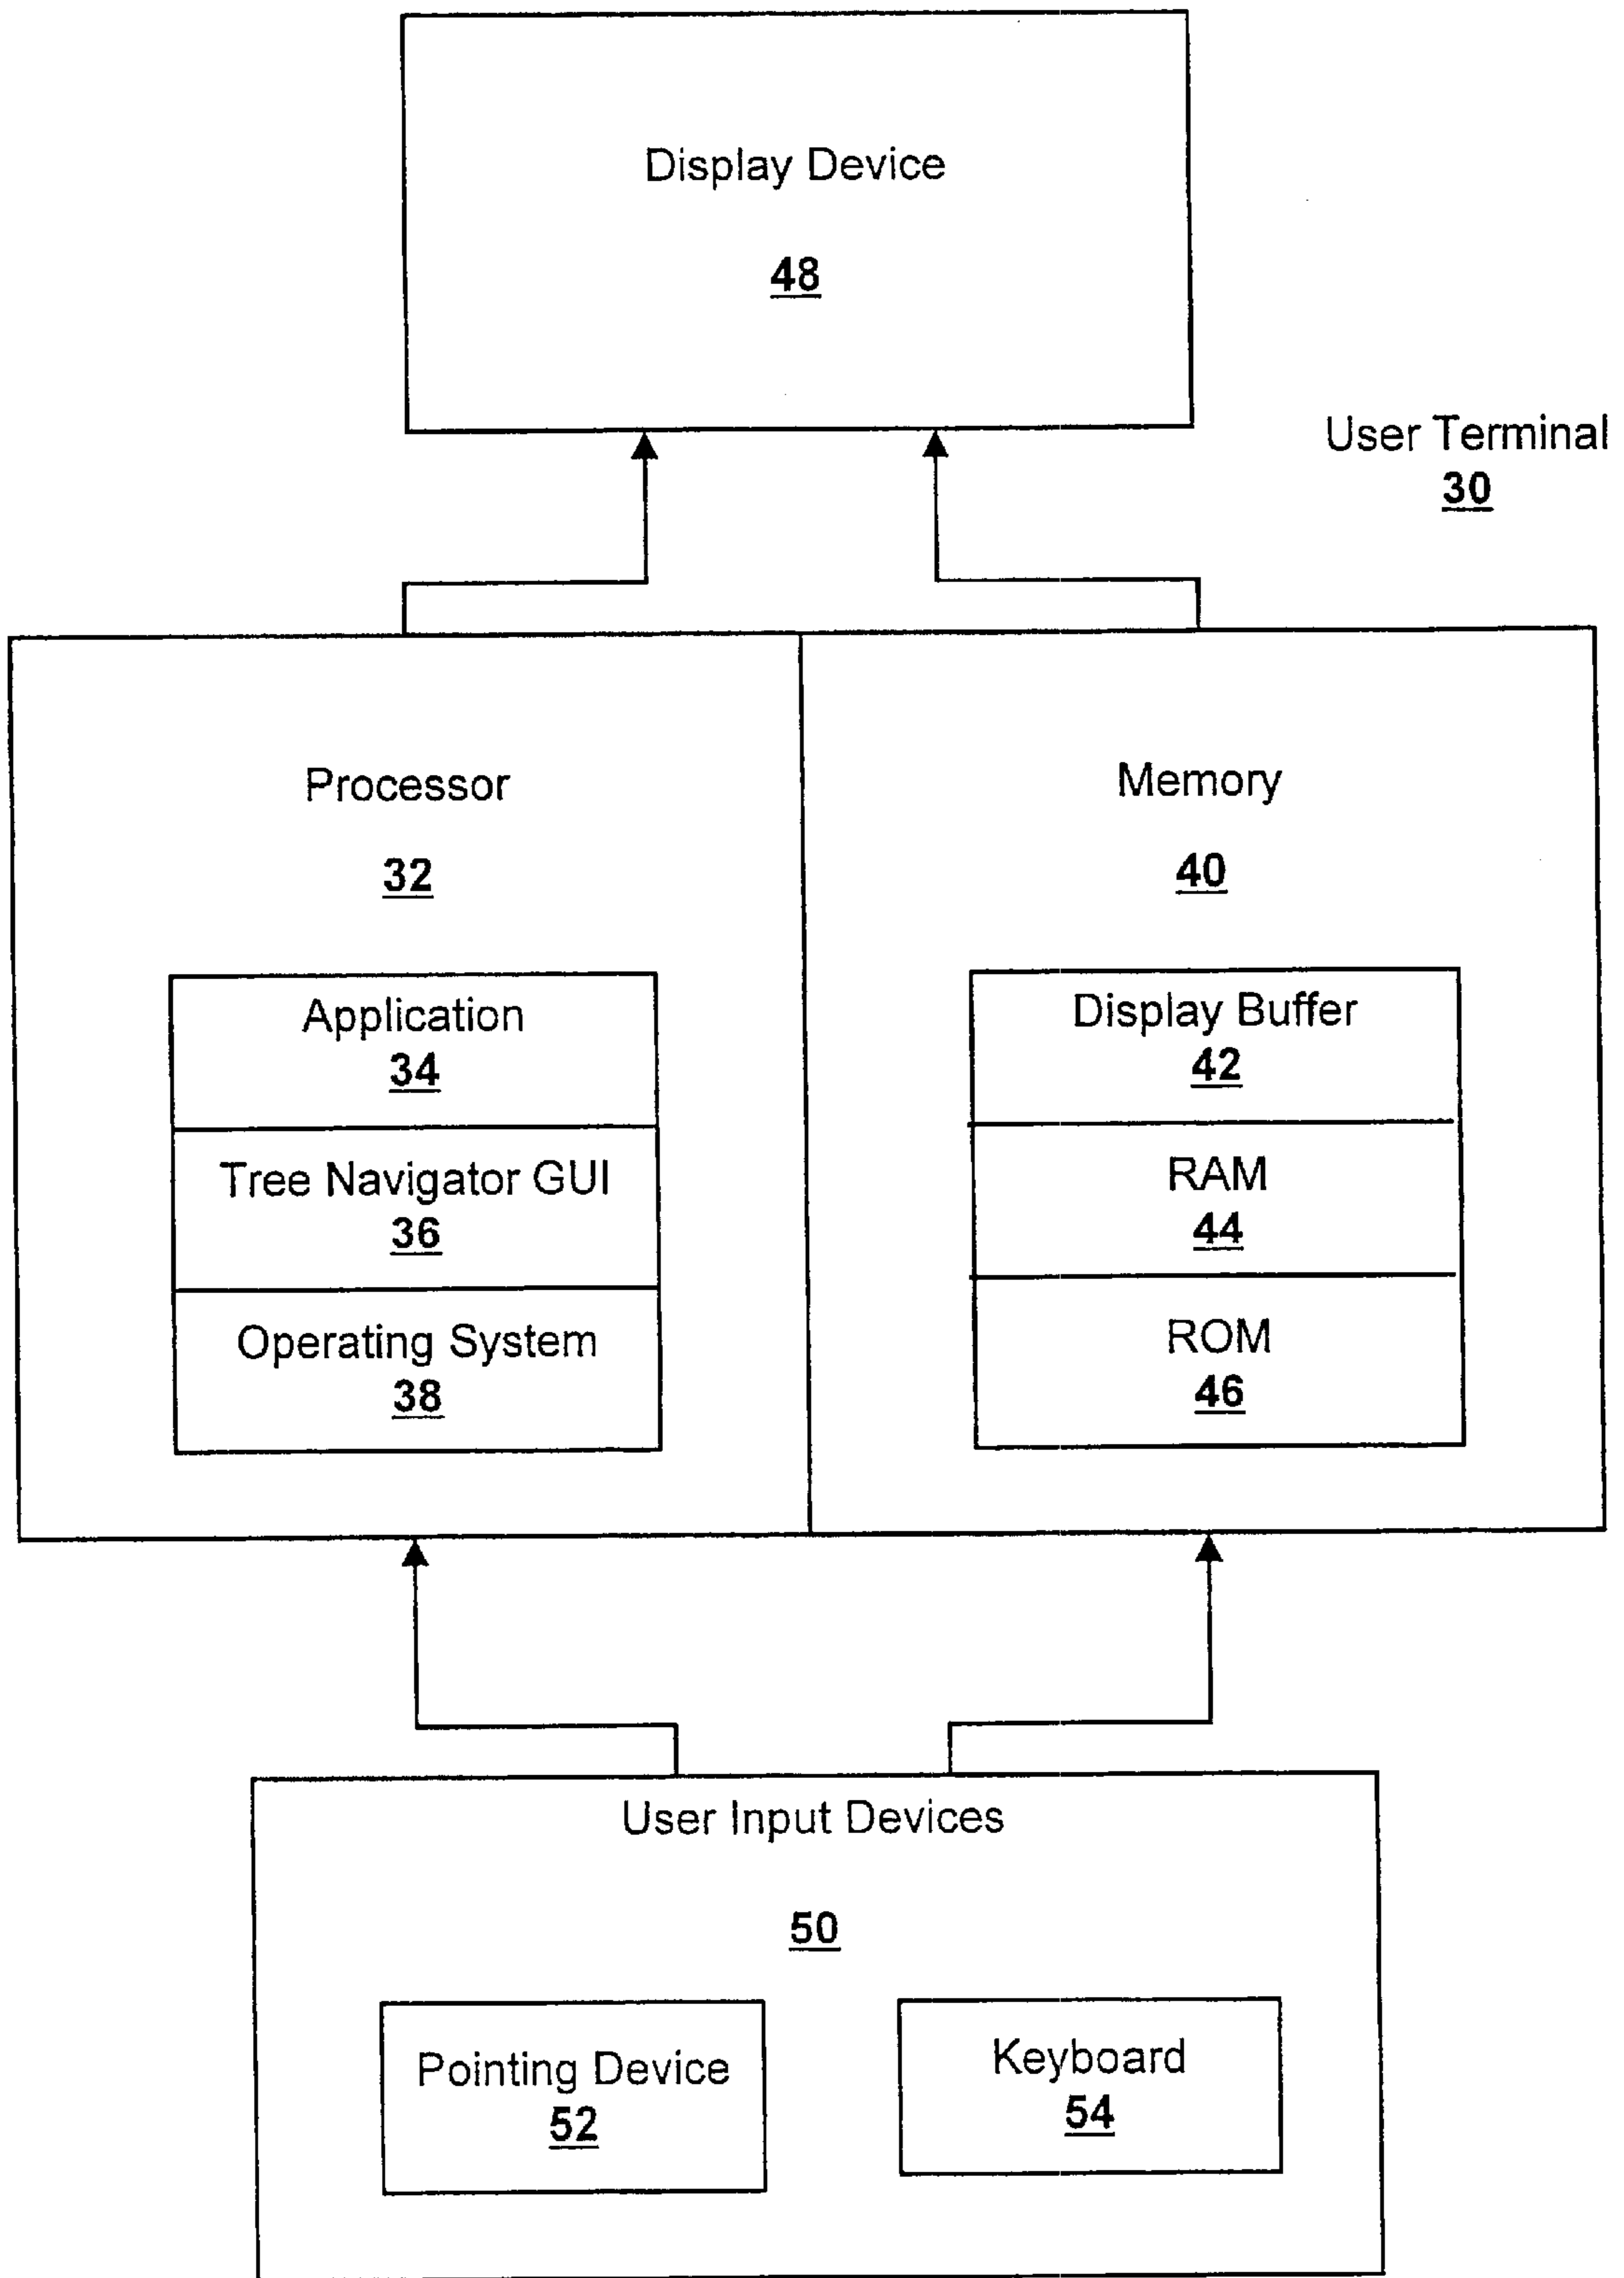 Display Device
48
User Terminal
30
Processor
32
Memory
40
Application
34
Tree Navigator GUI
36
Operating System
38
Display Buffer
42
RAM
44
ROM
46
User Input Devices
50
Pointing Device
52
Keyboard
54